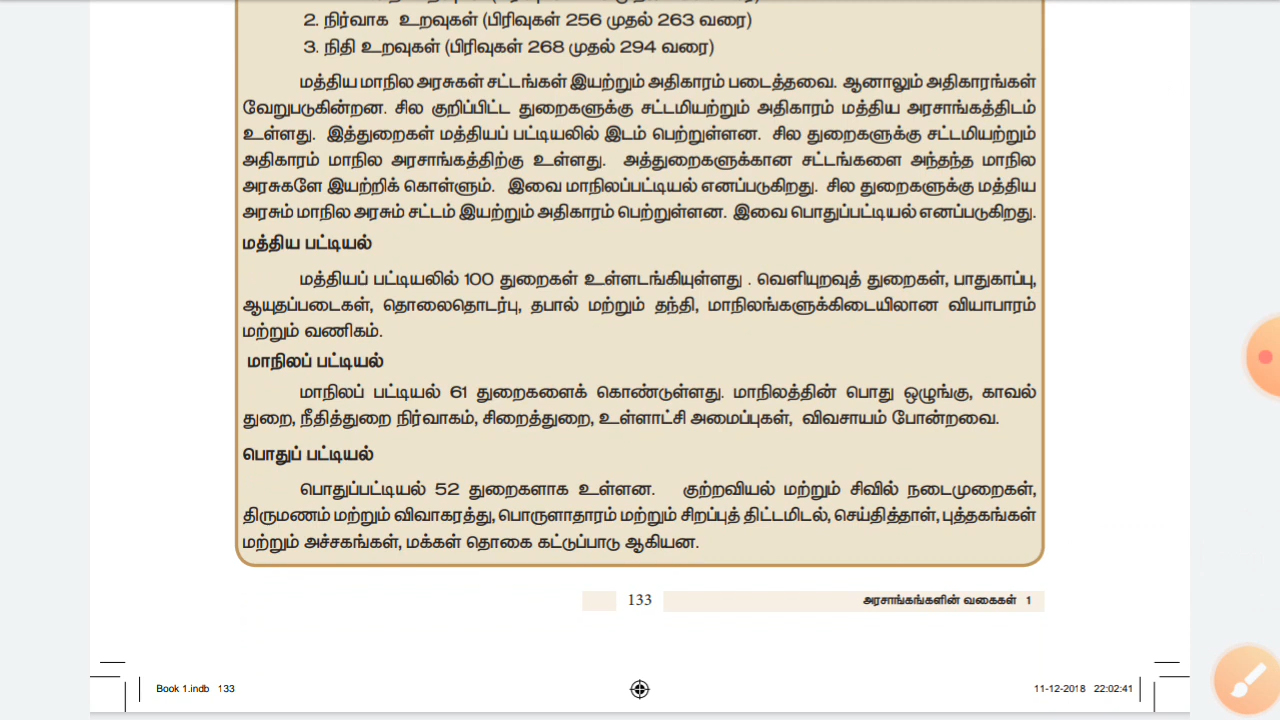 2. நிர்வாக உறவுகள் (பிரிவுகள் 256 முதல் 263 வரை)
3. நிதி உறவுகள் (பிரிவுகள் 268 முதல் 294 வரை)
மத்திய மாநில அரசுகள் சட்டங்கள் இயற்றும் அதிகாரம் படைத்தவை. ஆனாலும் அதிகாரங்கள்
வேறுபடுகின்றன. சில குறிப்பிட்ட துறைகளுக்கு சட்டமியற்றும் அதிகாரம் மத்திய அரசாங்கத்திடம்
உள்ளது. இத்துறைகள் மத்தியப் பட்டியலில் இடம் பெற்றுள்ளன. சில துறைகளுக்கு சட்டமியற்றும்
அதிகாரம் மாநில அரசாங்கத்திற்கு உள்ளது. அத்துறைகளுக்கான சட்டங்களை அந்தந்த மாநில
அரசுகளே இயற்றிக் கொள்ளும். இவை மாநிலப்பட்டியல் எனப்படுகிறது. சில துறைகளுக்கு மத்திய
அரசும் மாநில அரசும் சட்டம் இயற்றும் அதிகாரம் பெற்றுள்ளன. இவை பொதுப்பட்டியல் எனப்படுகிறது.
மத்திய பட்டியல்
மத்தியப் பட்டியலில் 100 துறைகள் உள்ளடங்கியுள்ளது . வெளியுறவுத் துறைகள், பாதுகாப்பு,
ஆயுதப்படைகள், தொலைதொடர்பு, தபால் மற்றும் தந்தி, மாநிலங்களுக்கிடையிலான வியாபாரம்
மற்றும் வணிகம்.
மாநிலப் பட்டியல்
மாநிலப் பட்டியல் 61 துறைகளைக் கொண்டுள்ளது. மாநிலத்தின் பொது ஒழுங்கு, காவல்
துறை, நீதித்துறை நிர்வாகம், சிறைத்துறை, உள்ளாட்சி அமைப்புகள், விவசாயம் போன்றவை.
பொதுப் பட்டியல்
பொதுப்பட்டியல் 52 துறைகளாக உள்ளன. குற்றவியல் மற்றும் சிவில் நடைமுறைகள்,
திருமணம் மற்றும் விவாகரத்து, பொருளாதாரம் மற்றும் சிறப்புத் திட்டமிடல், செய்தித்தாள், புத்தகங்கள்
மற்றும் அச்சகங்கள், மக்கள் தொகை கட்டுப்பாடு ஆகியன.
133 அரசாங்கங்களின் வகைகள் 1
Book 1.indb 133 11-12-2018 22:02:41